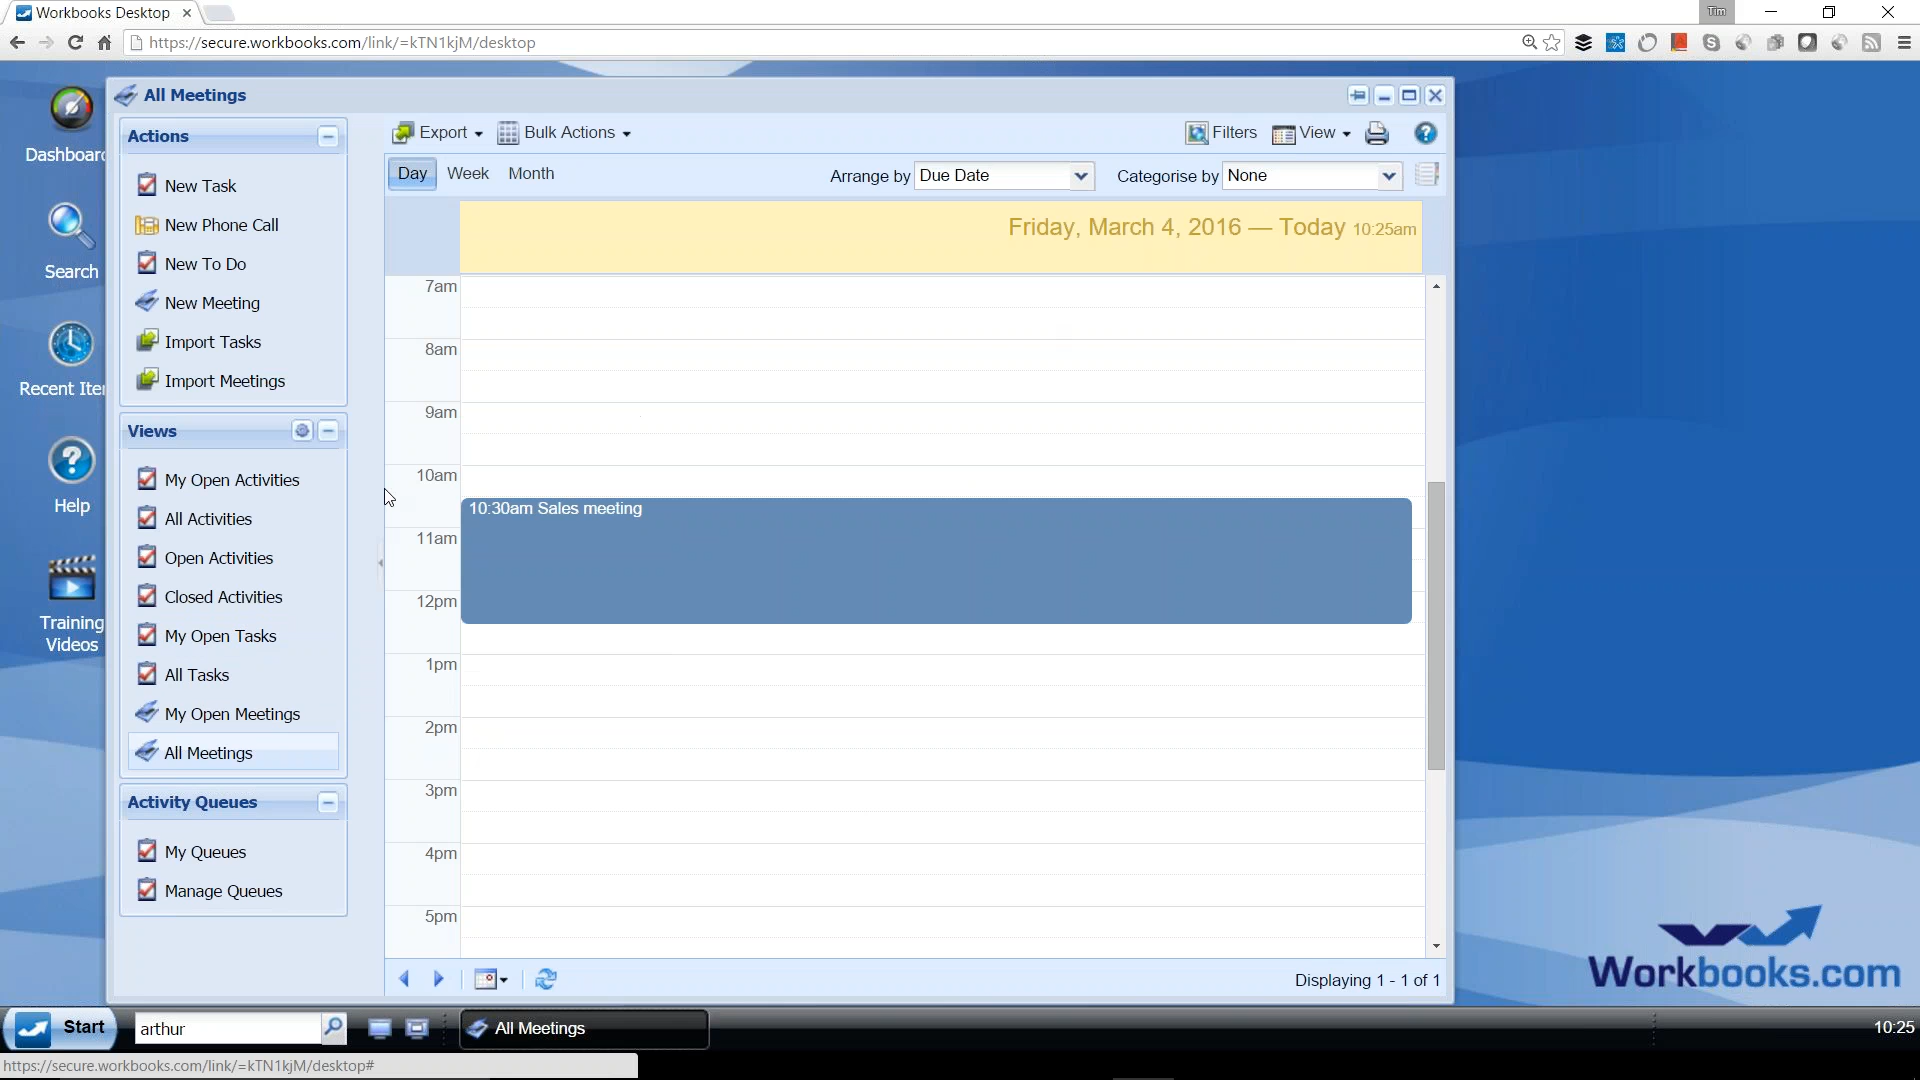 Workbooks Desktop
Tim
https://secure.workbooks.com/link/=kTN1kjM/desktop
Dashboard
Search
Recent Iter
Help
Training
Videos
All Meetings
Actions
New Task
New Phone Call
New To Do
New Meeting
Import Tasks
Import Meetings
Views
My Open Activities
All Activities
Open Activities
Closed Activities
My Open Tasks
All Tasks
My Open Meetings
All Meetings
Activity Queues
My Queues
Manage Queues
Export
Bulk Actions
Filters
View
Day Week Month
Arrange by Due Date
Categorise by None
Friday, March 4, 2016 — Today 10:25am
7am
8am
9am
10am
10:30am Sales meeting
11am
12pm
1pm
2pm
3pm
4pm
5pm
Displaying 1 - 1 of 1
Workbooks.com
Start
arthur
All Meetings
10:25
https://secure.workbooks.com/link/=kTN1kjM/desktop#